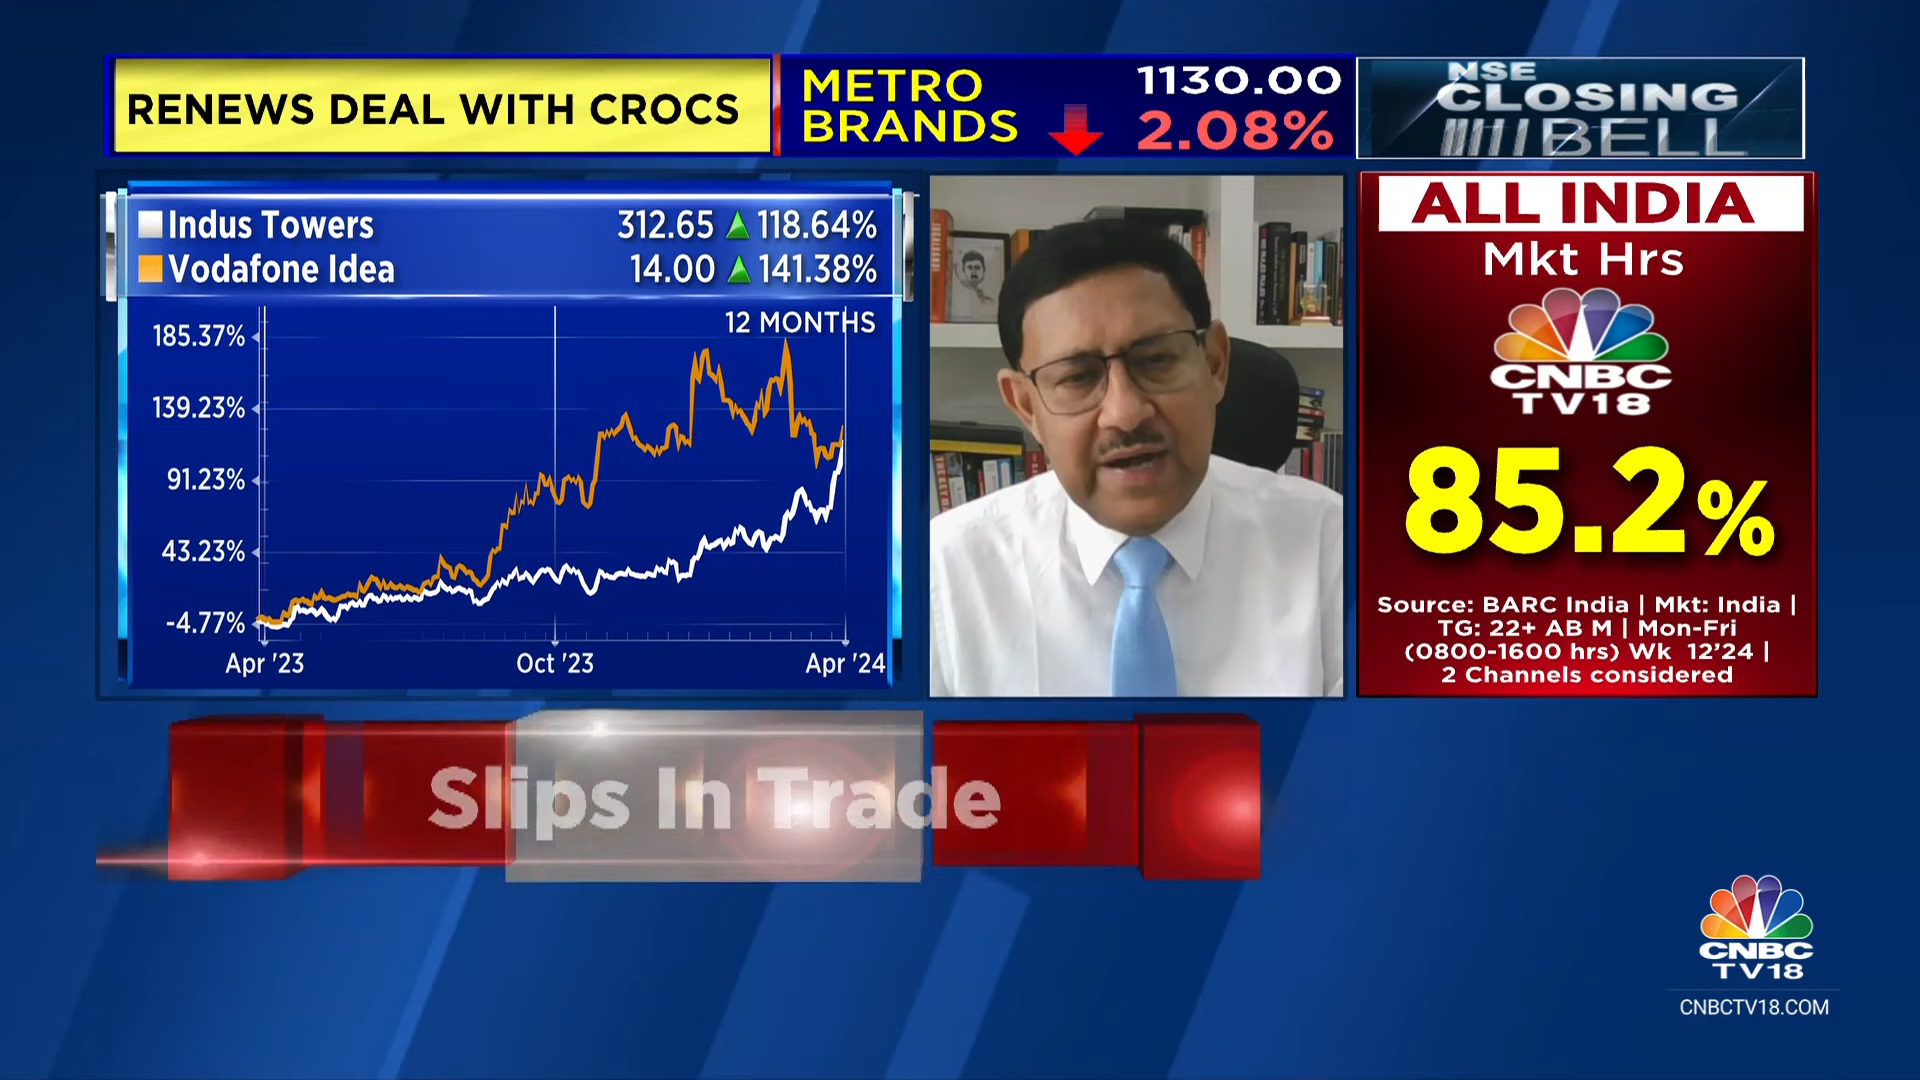 RENEWS DEAL WITH CROCS
METRO
BRANDS
1130.00
2.08%
NSE
CLOSING
BELL
Indus Towers 312.65 118.64%
Vodafone Idea 14.00 141.38%
12 MONTHS
185.37%
139.23%
91.23%
43.23%
-4.77%
Apr '23 Oct '23 Apr '24
ALL INDIA
Mkt Hrs
CNBC
TV18
85.2%
Source: BARC India | Mkt: India |
TG: 22+ AB M | Mon-Fri
(0800-1600 hrs) Wk 12'24 |
2 Channels considered
Slips In Trade
CNBC
TV18
CNBCTV18.COM